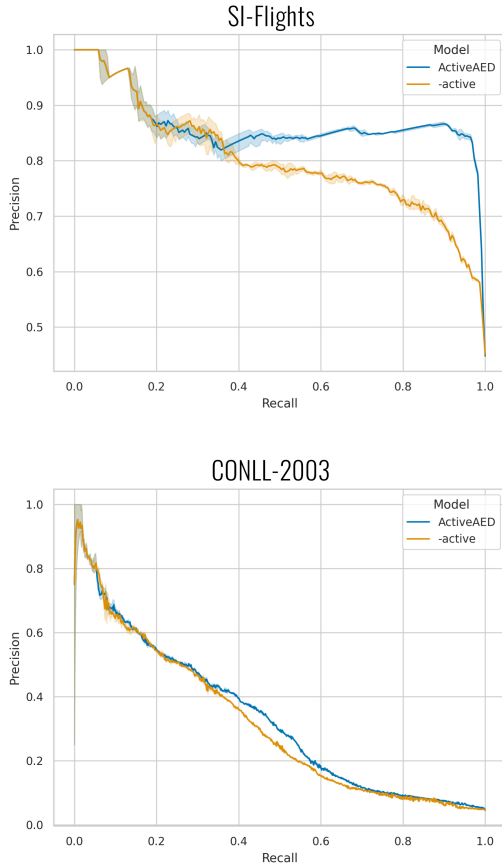 SI-Flights
Model
ActiveAED
-active
1.0
0.9
0.8
0.7
0.6
0.5
Precision
0.0 0.2 0.4 0.6 0.8 1.0
Recall
CONLL-2003
Model
ActiveAED
-active
1.0
0.8
0.6
0.4
0.2
0.0
Precision
0.0 0.2 0.4 0.6 0.8 1.0
Recall